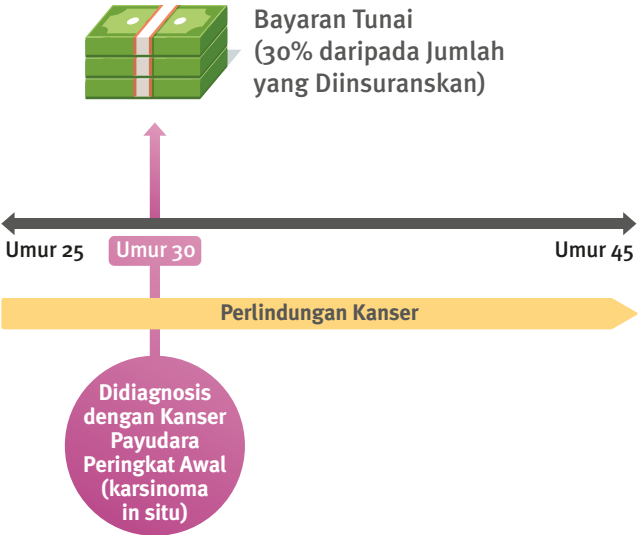 Bayaran Tunai
(30% daripada Jumlah
yang Diinsuranskan)
Umur 25
Umur 30
Umur 45
Perlindungan Kanser
Didiagnosis
dengan Kanser
Payudara
Peringkat Awal
(karsinoma
in situ)